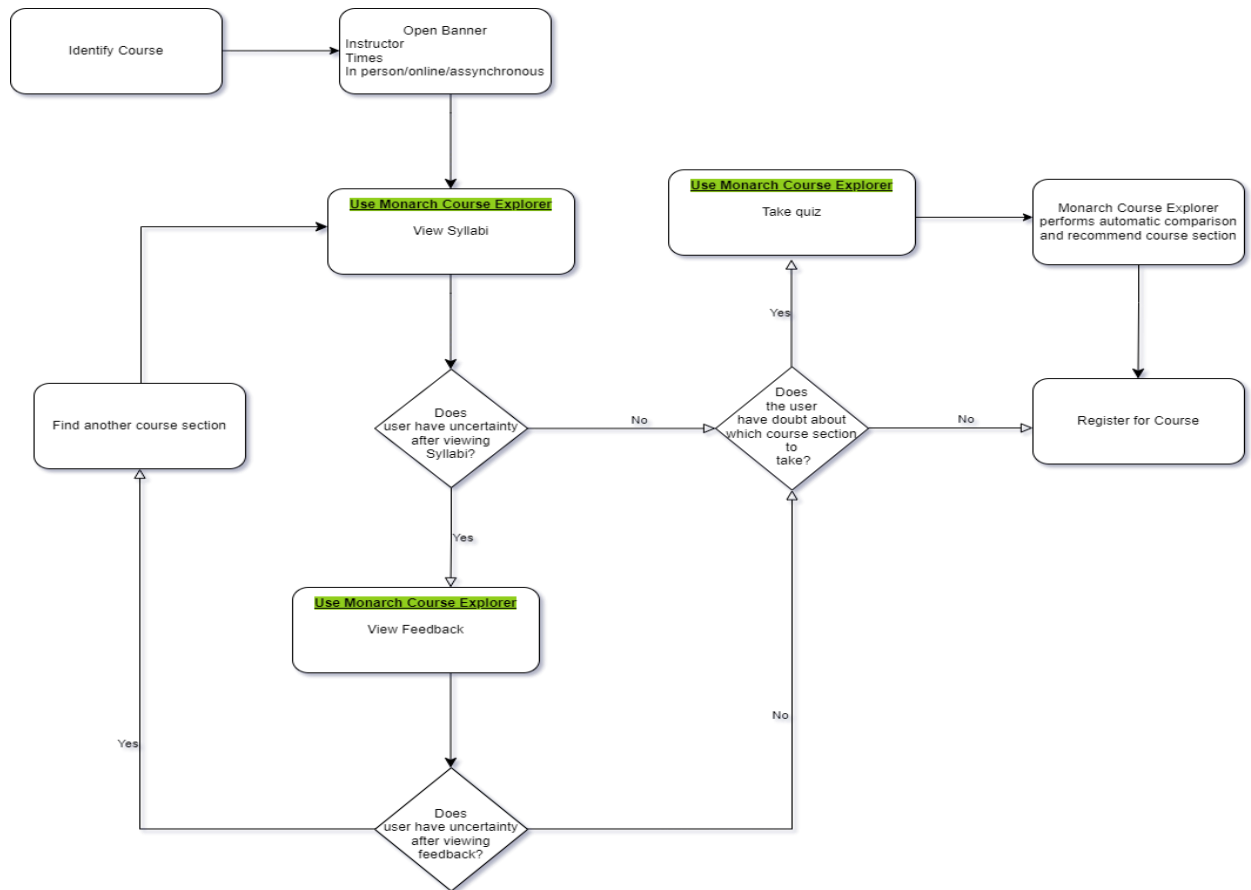 Identify Course
Open Banner
Instructor
Times
In person/online/assynchronous
Use Monarch Course Explorer
View Syllabi
Use Monarch Course Explorer
Take quiz
Monarch Course Explorer
performs automatic comparison
and recommend course section
Yes
Find another course section
Does
user have uncertainty
after viewing
Syllabi?
No
Does
the user
have doubt about
which course section
to
take?
No
Register for Course
Yes
Use Monarch Course Explorer
View Feedback
Yes
No
Does
user have uncertainty
after viewing
feedback?